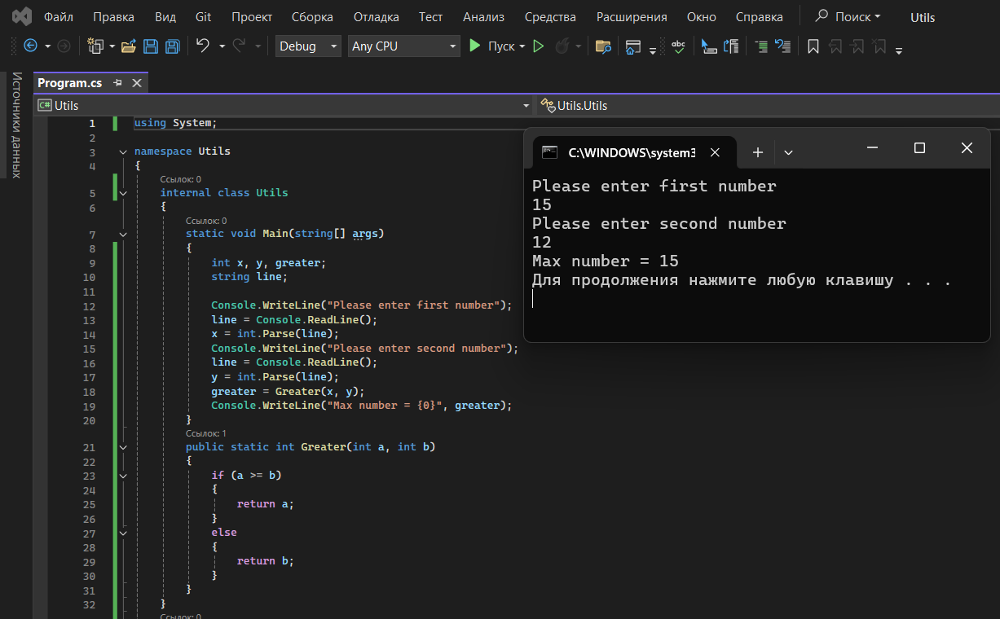 Файл Правка Вид Git Проект Сборка Отладка Тест Анализ Средства Расширения Окно Справка Поиск Utils
Debug Any CPU Пуск abc
Источники данных
Program.cs
C# Utils Utils.Utils
1 using System;
2
3 namespace Utils
4 {
Ссылок: 0
5 internal class Utils
6 {
Ссылок: 0
7 static void Main(string[] args)
8 {
9 int x, y, greater;
10 string line;
11
12 Console.WriteLine("Please enter first number");
13 line = Console.ReadLine();
14 x = int.Parse(line);
15 Console.WriteLine("Please enter second number");
16 line = Console.ReadLine();
17 y = int.Parse(line);
18 greater = Greater(x, y);
19 Console.WriteLine("Max number = {0}", greater);
20 }
Ссылок: 1
21 public static int Greater(int a, int b)
22 {
23 if (a >= b)
24 {
25 return a;
26 }
27 else
28 {
29 return b;
30 }
31 }
32 }
Ссылок: 0
C:\WINDOWS\system3
Please enter first number
15
Please enter second number
12
Max number = 15
Для продолжения нажмите любую клавишу . . .